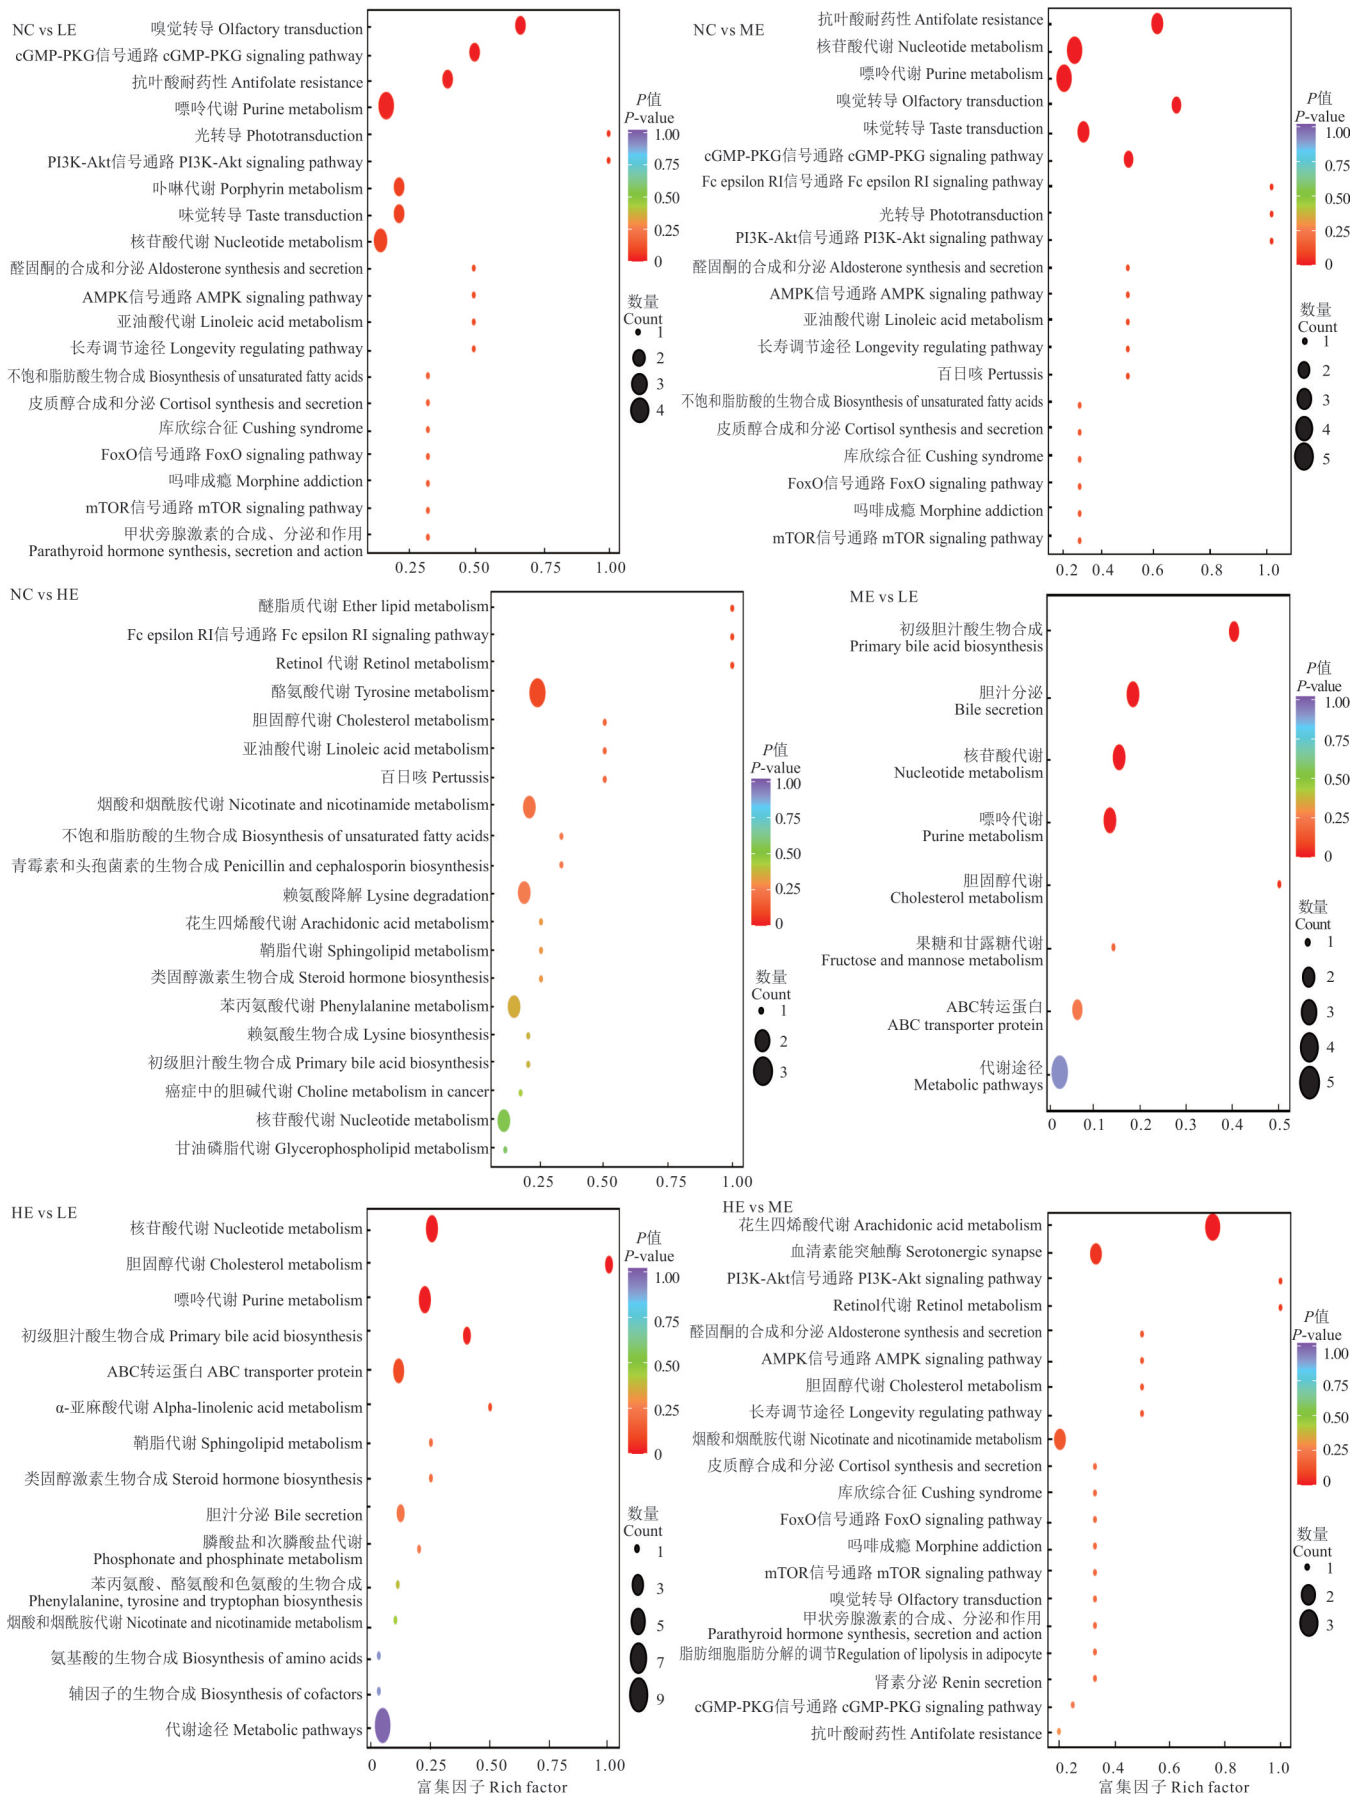 NC vs LE
嗅觉转导 Olfactory transduction
cGMP-PKG信号通路 cGMP-PKG signaling pathway
抗叶酸耐药性 Antifolate resistance
嘌呤代谢 Purine metabolism
光转导 Phototransduction
PI3K-Akt信号通路 PI3K-Akt signaling pathway
卟啉代谢 Porphyrin metabolism
味觉转导 Taste transduction
核苷酸代谢 Nucleotide metabolism
醛固酮的合成和分泌 Aldosterone synthesis and secretion
AMPK信号通路 AMPK signaling pathway
亚油酸代谢 Linoleic acid metabolism
长寿调节途径 Longevity regulating pathway
不饱和脂肪酸生物合成 Biosynthesis of unsaturated fatty acids
皮质醇合成和分泌 Cortisol synthesis and secretion
库欣综合征 Cushing syndrome
FoxO信号通路 FoxO signaling pathway
吗啡成瘾 Morphine addiction
mTOR信号通路 mTOR signaling pathway
甲状旁腺激素的合成、分泌和作用
Parathyroid hormone synthesis, secretion and action
0.25 0.50 0.75 1.00
P值
P-value
1.00
0.75
0.50
0.25
0
数量
Count
1
2
3
4
NC vs ME
抗叶酸耐药性 Antifolate resistance
核苷酸代谢 Nucleotide metabolism
嘌呤代谢 Purine metabolism
嗅觉转导 Olfactory transduction
味觉转导 Taste transduction
cGMP-PKG信号通路 cGMP-PKG signaling pathway
Fc epsilon RI信号通路 Fc epsilon RI signaling pathway
光转导 Phototransduction
PI3K-Akt信号通路 PI3K-Akt signaling pathway
醛固酮的合成和分泌 Aldosterone synthesis and secretion
AMPK信号通路 AMPK signaling pathway
亚油酸代谢 Linoleic acid metabolism
长寿调节途径 Longevity regulating pathway
百日咳 Pertussis
不饱和脂肪酸的生物合成 Biosynthesis of unsaturated fatty acids
皮质醇合成和分泌 Cortisol synthesis and secretion
库欣综合征 Cushing syndrome
FoxO信号通路 FoxO signaling pathway
吗啡成瘾 Morphine addiction
mTOR信号通路 mTOR signaling pathway
0.2 0.4 0.6 0.8 1.0
P值
P-value
1.00
0.75
0.50
0.25
0
数量
Count
1
2
3
4
5
NC vs HE
醚脂质代谢 Ether lipid metabolism
Fc epsilon RI信号通路 Fc epsilon RI signaling pathway
Retinol 代谢 Retinol metabolism
酪氨酸代谢 Tyrosine metabolism
胆固醇代谢 Cholesterol metabolism
亚油酸代谢 Linoleic acid metabolism
百日咳 Pertussis
烟酸和烟酰胺代谢 Nicotinate and nicotinamide metabolism
不饱和脂肪酸的生物合成 Biosynthesis of unsaturated fatty acids
青霉素和头孢菌素的生物合成 Penicillin and cephalosporin biosynthesis
赖氨酸降解 Lysine degradation
花生四烯酸代谢 Arachidonic acid metabolism
鞘脂代谢 Sphingolipid metabolism
类固醇激素生物合成 Steroid hormone biosynthesis
苯丙氨酸代谢 Phenylalanine metabolism
赖氨酸生物合成 Lysine biosynthesis
初级胆汁酸生物合成 Primary bile acid biosynthesis
癌症中的胆碱代谢 Choline metabolism in cancer
核苷酸代谢 Nucleotide metabolism
甘油磷脂代谢 Glycerophospholipid metabolism
0.25 0.50 0.75 1.00
P值
P-value
1.00
0.75
0.50
0.25
0
数量
Count
1
2
3
ME vs LE
初级胆汁酸生物合成
Primary bile acid biosynthesis
胆汁分泌
Bile secretion
核苷酸代谢
Nucleotide metabolism
嘌呤代谢
Purine metabolism
胆固醇代谢
Cholesterol metabolism
果糖和甘露糖代谢
Fructose and mannose metabolism
ABC转运蛋白
ABC transporter protein
代谢途径
Metabolic pathways
0 0.1 0.2 0.3 0.4 0.5
P值
P-value
1.00
0.75
0.50
0.25
0
数量
Count
1
2
3
4
5
HE vs LE
核苷酸代谢 Nucleotide metabolism
胆固醇代谢 Cholesterol metabolism
嘌呤代谢 Purine metabolism
初级胆汁酸生物合成 Primary bile acid biosynthesis
ABC转运蛋白 ABC transporter protein
α-亚麻酸代谢 Alpha-linolenic acid metabolism
鞘脂代谢 Sphingolipid metabolism
类固醇激素生物合成 Steroid hormone biosynthesis
胆汁分泌 Bile secretion
膦酸盐和次膦酸盐代谢
Phosphonate and phosphinate metabolism
苯丙氨酸、酪氨酸和色氨酸的生物合成
Phenylalanine, tyrosine and tryptophan biosynthesis
烟酸和烟酰胺代谢 Nicotinate and nicotinamide metabolism
氨基酸的生物合成 Biosynthesis of amino acids
辅因子的生物合成 Biosynthesis of cofactors
代谢途径 Metabolic pathways
0 0.25 0.50 0.75 1.00
富集因子 Rich factor
P值
P-value
1.00
0.75
0.50
0.25
0
数量
Count
1
3
5
7
9
HE vs ME
花生四烯酸代谢 Arachidonic acid metabolism
血清素能突触酶 Serotonergic synapse
PI3K-Akt信号通路 PI3K-Akt signaling pathway
Retinol代谢 Retinol metabolism
醛固酮的合成和分泌 Aldosterone synthesis and secretion
AMPK信号通路 AMPK signaling pathway
胆固醇代谢 Cholesterol metabolism
长寿调节途径 Longevity regulating pathway
烟酸和烟酰胺代谢 Nicotinate and nicotinamide metabolism
皮质醇合成和分泌 Cortisol synthesis and secretion
库欣综合征 Cushing syndrome
FoxO信号通路 FoxO signaling pathway
吗啡成瘾 Morphine addiction
mTOR信号通路 mTOR signaling pathway
嗅觉转导 Olfactory transduction
甲状旁腺激素的合成、分泌和作用
Parathyroid hormone synthesis, secretion and action
脂肪细胞脂肪分解的调节Regulation of lipolysis in adipocyte
肾素分泌 Renin secretion
cGMP-PKG信号通路 cGMP-PKG signaling pathway
抗叶酸耐药性 Antifolate resistance
0.2 0.4 0.6 0.8 1.0
富集因子 Rich factor
P值
P-value
1.00
0.75
0.50
0.25
0
数量
Count
1
2
3